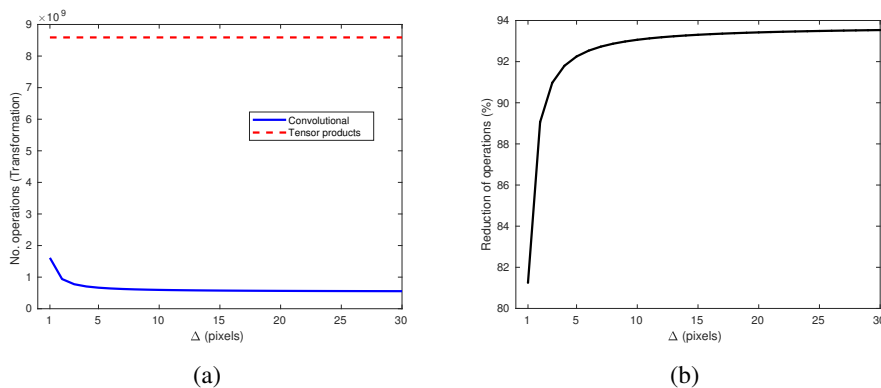 ×10⁹
9
8
7
6
5
4
3
2
1
0
No. operations (Transformation)
Convolutional
Tensor products
1 5 10 15 20 25 30
Δ (pixels)
(a)
94
92
90
88
86
84
82
80
Reduction of operations (%)
1 5 10 15 20 25 30
Δ (pixels)
(b)